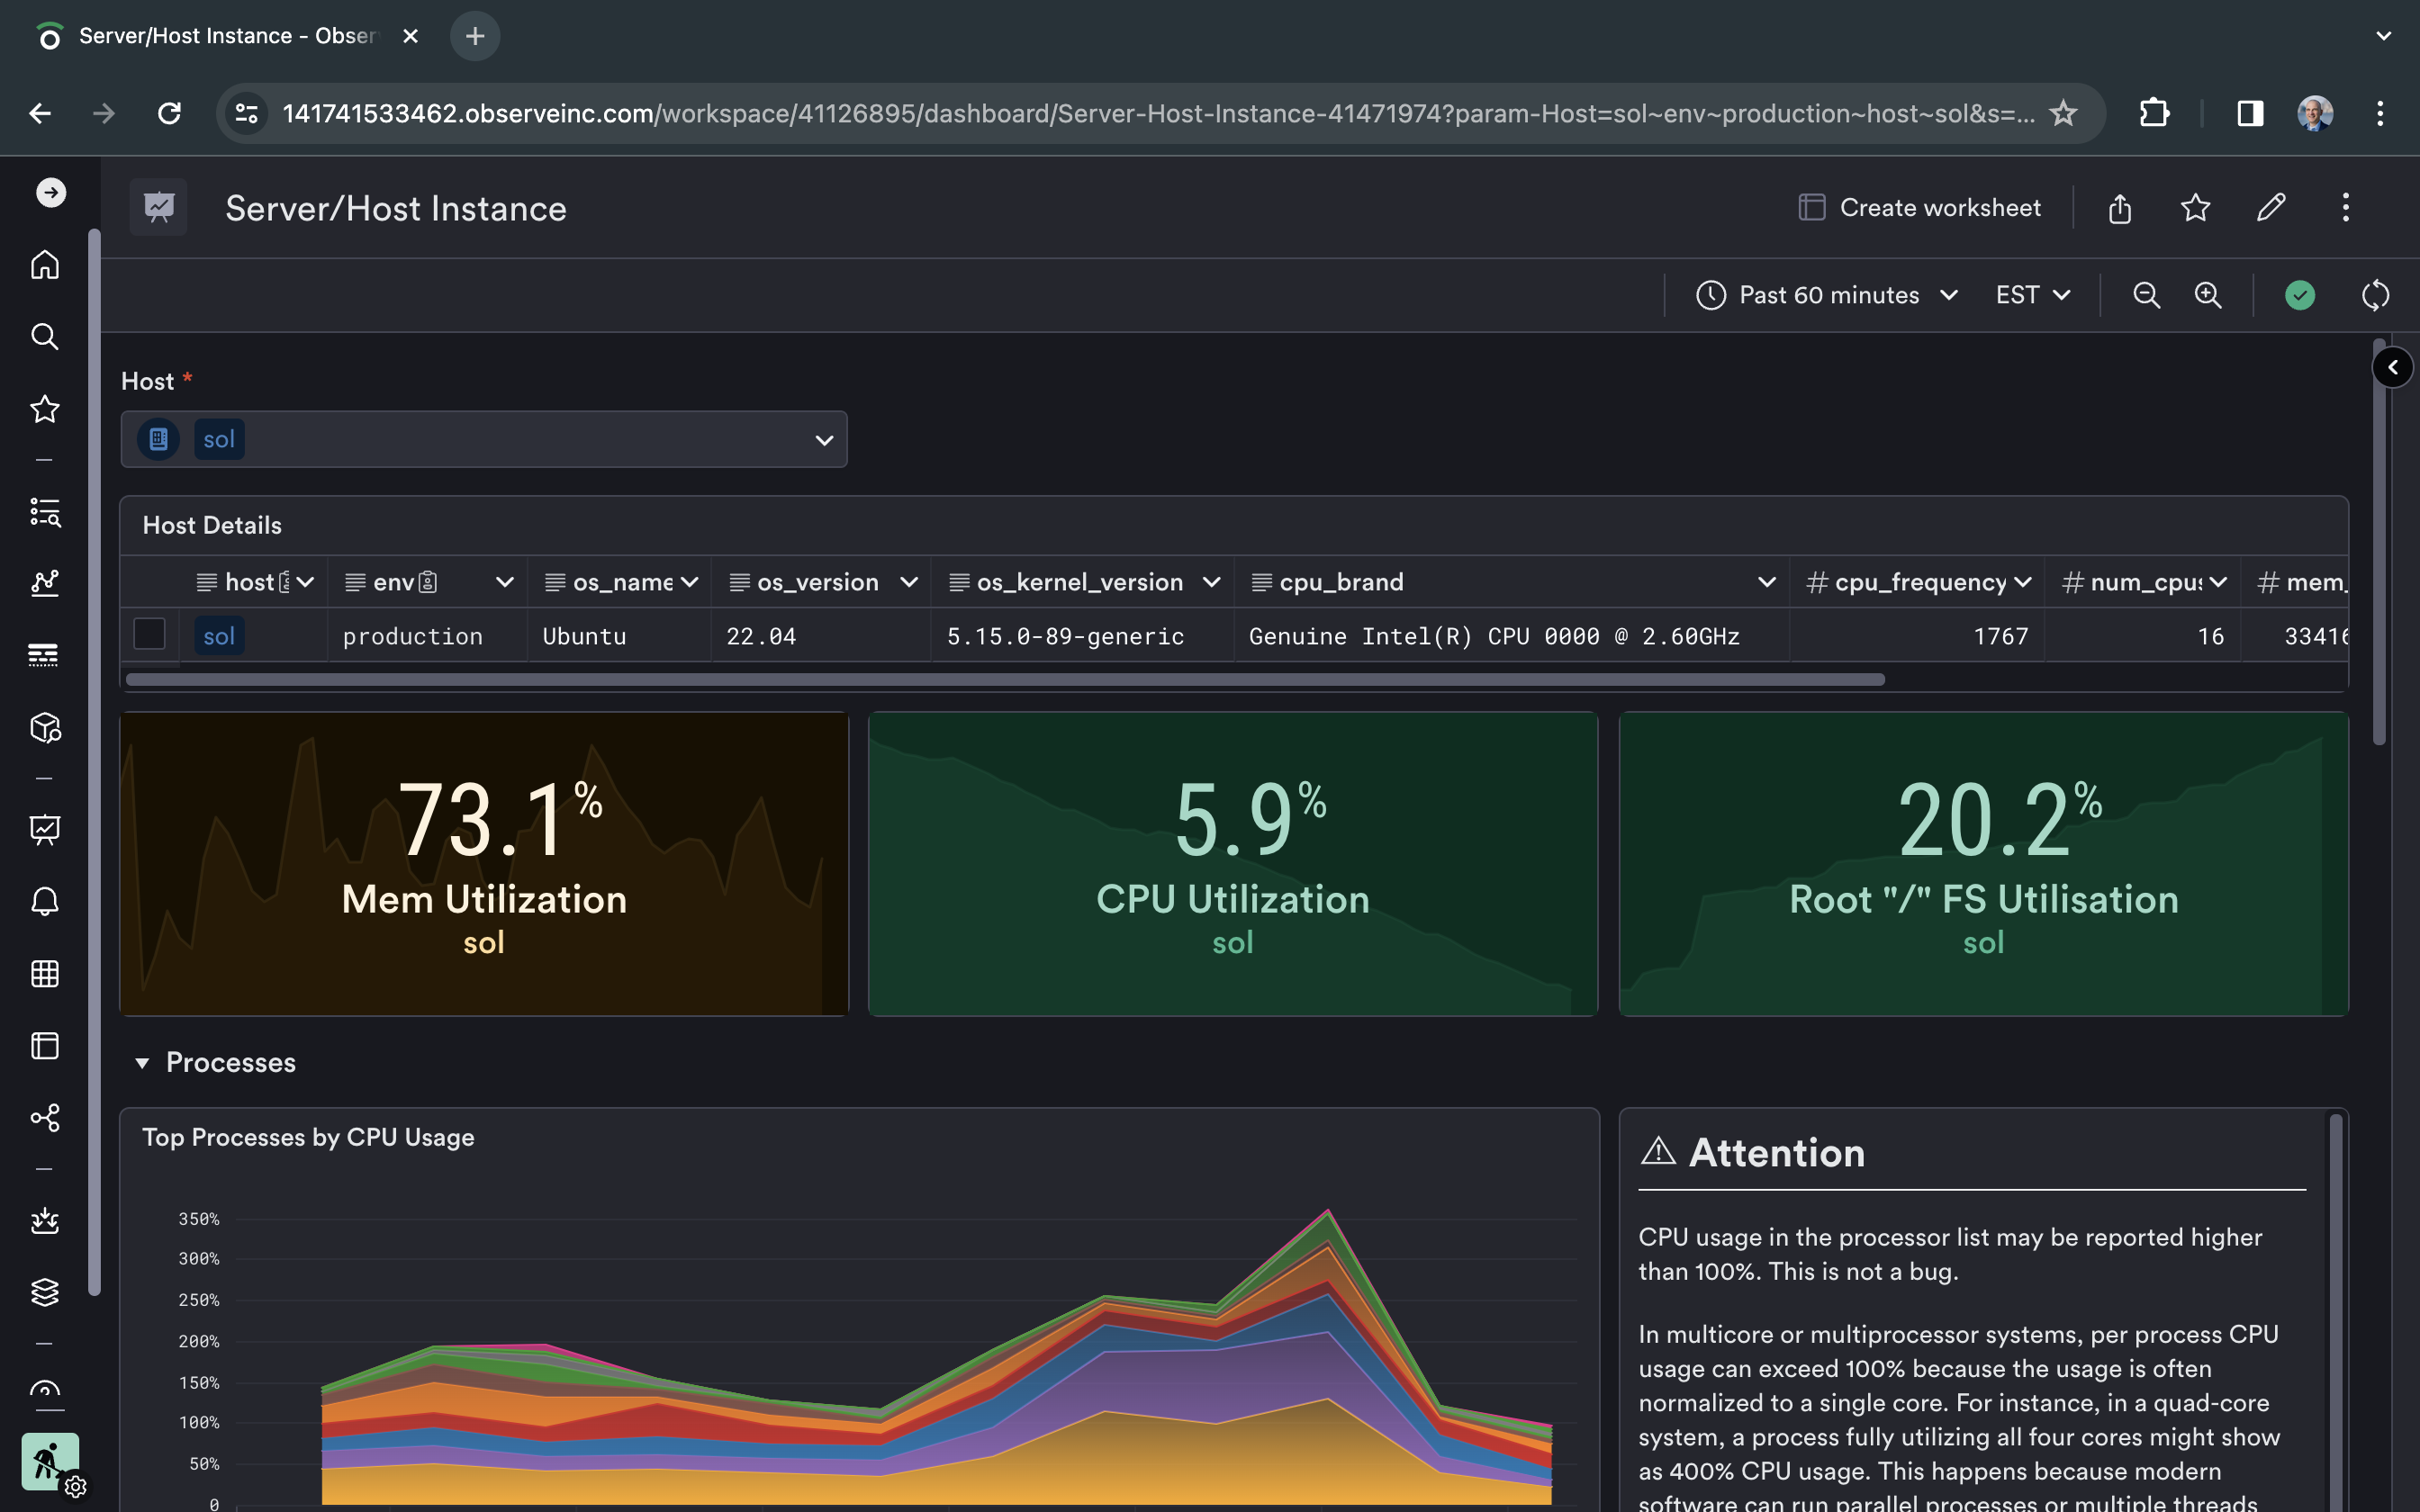 Server/Host Instance - Obser
141741533462.observeinc.com/workspace/41126895/dashboard/Server-Host-Instance-41471974?param-Host=sol~env~production~host~sol&s=...
Server/Host Instance
Create worksheet
Past 60 minutes
EST
Host *
sol
Host Details
host env os_name os_version os_kernel_version cpu_brand # cpu_frequency # num_cpus # mem_
sol production Ubuntu 22.04 5.15.0-89-generic Genuine Intel(R) CPU 0000 @ 2.60GHz 1767 16 33416
73.1%
Mem Utilization
sol
5.9%
CPU Utilization
sol
20.2%
Root "/" FS Utilisation
sol
Processes
Top Processes by CPU Usage
350%
300%
250%
200%
150%
100%
50%
0
Attention
CPU usage in the processor list may be reported higher
than 100%. This is not a bug.
In multicore or multiprocessor systems, per process CPU
usage can exceed 100% because the usage is often
normalized to a single core. For instance, in a quad-core
system, a process fully utilizing all four cores might show
as 400% CPU usage. This happens because modern
software can run parallel processes or multiple threads